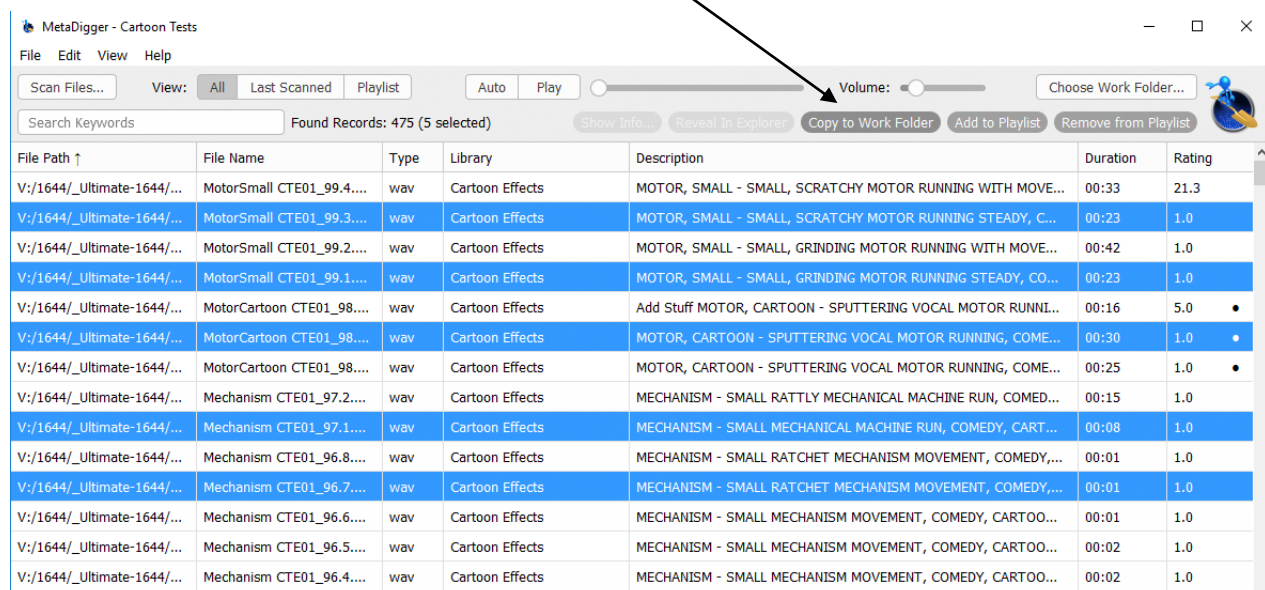 MetaDigger - Cartoon Tests
File Edit View Help
Scan Files... View: All Last Scanned Playlist Auto Play Volume: Choose Work Folder...
Search Keywords Found Records: 475 (5 selected) Show Info... Reveal In Explorer Copy to Work Folder Add to Playlist Remove from Playlist
File Path ↑ File Name Type Library Description Duration Rating
V:/1644/_Ultimate-1644/... MotorSmall CTE01_99.4.... wav Cartoon Effects MOTOR, SMALL - SMALL, SCRATCHY MOTOR RUNNING WITH MOVE... 00:33 21.3
V:/1644/_Ultimate-1644/... MotorSmall CTE01_99.3.... wav Cartoon Effects MOTOR, SMALL - SMALL, SCRATCHY MOTOR RUNNING STEADY, C... 00:23 1.0
V:/1644/_Ultimate-1644/... MotorSmall CTE01_99.2.... wav Cartoon Effects MOTOR, SMALL - SMALL, GRINDING MOTOR RUNNING WITH MOVE... 00:42 1.0
V:/1644/_Ultimate-1644/... MotorSmall CTE01_99.1.... wav Cartoon Effects MOTOR, SMALL - SMALL, GRINDING MOTOR RUNNING STEADY, CO... 00:23 1.0
V:/1644/_Ultimate-1644/... MotorCartoon CTE01_98.... wav Cartoon Effects Add Stuff MOTOR, CARTOON - SPUTTERING VOCAL MOTOR RUNNI... 00:16 5.0 •
V:/1644/_Ultimate-1644/... MotorCartoon CTE01_98.... wav Cartoon Effects MOTOR, CARTOON - SPUTTERING VOCAL MOTOR RUNNING, COME... 00:30 1.0 •
V:/1644/_Ultimate-1644/... MotorCartoon CTE01_98.... wav Cartoon Effects MOTOR, CARTOON - SPUTTERING VOCAL MOTOR RUNNING, COME... 00:25 1.0 •
V:/1644/_Ultimate-1644/... Mechanism CTE01_97.2.... wav Cartoon Effects MECHANISM - SMALL RATTLY MECHANICAL MACHINE RUN, COMED... 00:15 1.0
V:/1644/_Ultimate-1644/... Mechanism CTE01_97.1.... wav Cartoon Effects MECHANISM - SMALL MECHANICAL MACHINE RUN, COMEDY, CART... 00:08 1.0
V:/1644/_Ultimate-1644/... Mechanism CTE01_96.8.... wav Cartoon Effects MECHANISM - SMALL RATCHET MECHANISM MOVEMENT, COMEDY,... 00:01 1.0
V:/1644/_Ultimate-1644/... Mechanism CTE01_96.7.... wav Cartoon Effects MECHANISM - SMALL RATCHET MECHANISM MOVEMENT, COMEDY,... 00:01 1.0
V:/1644/_Ultimate-1644/... Mechanism CTE01_96.6.... wav Cartoon Effects MECHANISM - SMALL MECHANISM MOVEMENT, COMEDY, CARTOO... 00:01 1.0
V:/1644/_Ultimate-1644/... Mechanism CTE01_96.5.... wav Cartoon Effects MECHANISM - SMALL MECHANISM MOVEMENT, COMEDY, CARTOO... 00:02 1.0
V:/1644/_Ultimate-1644/... Mechanism CTE01_96.4.... wav Cartoon Effects MECHANISM - SMALL MECHANISM MOVEMENT, COMEDY, CARTOO... 00:02 1.0